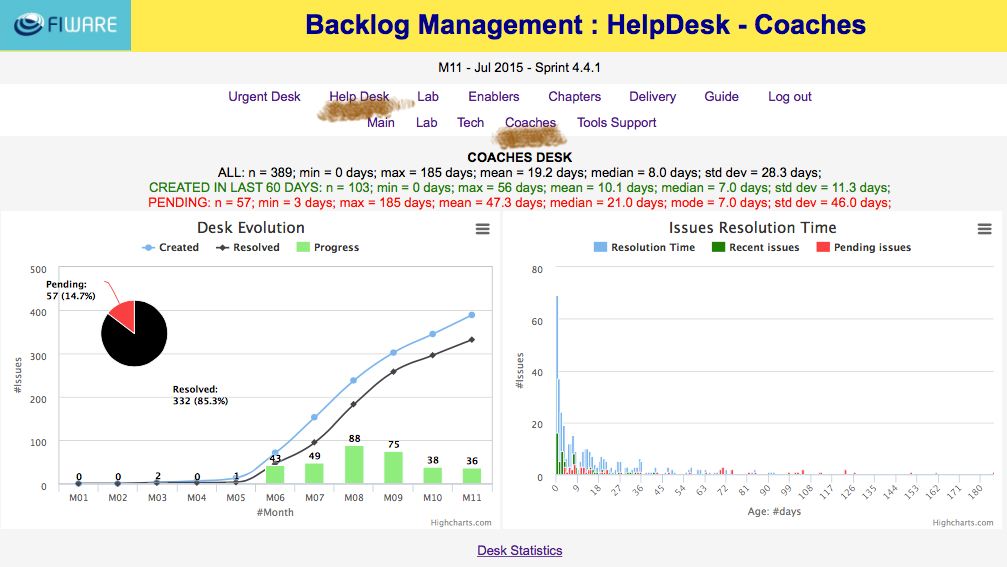 FIWARE
Backlog Management : HelpDesk - Coaches
M11 - Jul 2015 - Sprint 4.4.1
Urgent Desk Help Desk Lab Enablers Chapters Delivery Guide Log out
Main Lab Tech Coaches Tools Support
COACHES DESK
ALL: n = 389; min = 0 days; max = 185 days; mean = 19.2 days; median = 8.0 days; std dev = 28.3 days;
CREATED IN LAST 60 DAYS: n = 103; min = 0 days; max = 56 days; mean = 10.1 days; median = 7.0 days; std dev = 11.3 days;
PENDING: n = 57; min = 3 days; max = 185 days; mean = 47.3 days; median = 21.0 days; mode = 7.0 days; std dev = 46.0 days;
Desk Evolution
Created Resolved Progress
500
400
300
200
100
0
#Issues
Pending:
57 (14.7%)
Resolved:
332 (85.3%)
0 0 2 0 1 43 49 88 75 38 36
M01 M02 M03 M04 M05 M06 M07 M08 M09 M10 M11
#Month
Highcharts.com
Issues Resolution Time
Resolution Time Recent issues Pending issues
80
60
40
20
0
#Issues
0 9 18 27 36 45 54 63 72 81 90 99 108 117 126 135 144 153 162 171 180
Age: #days
Highcharts.com
Desk Statistics